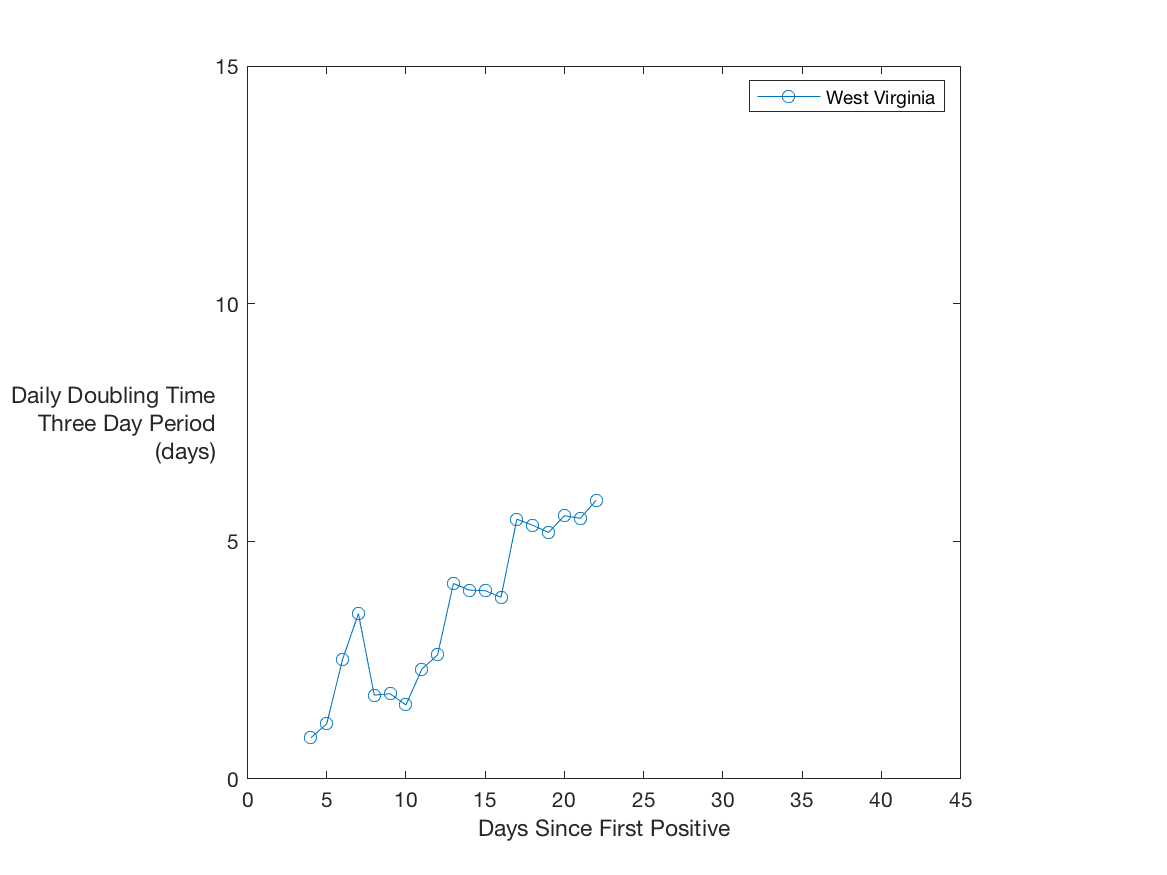 15
West Virginia
10
Daily Doubling Time
Three Day Period
(days)
5
0
0 5 10 15 20 25 30 35 40 45
Days Since First Positive